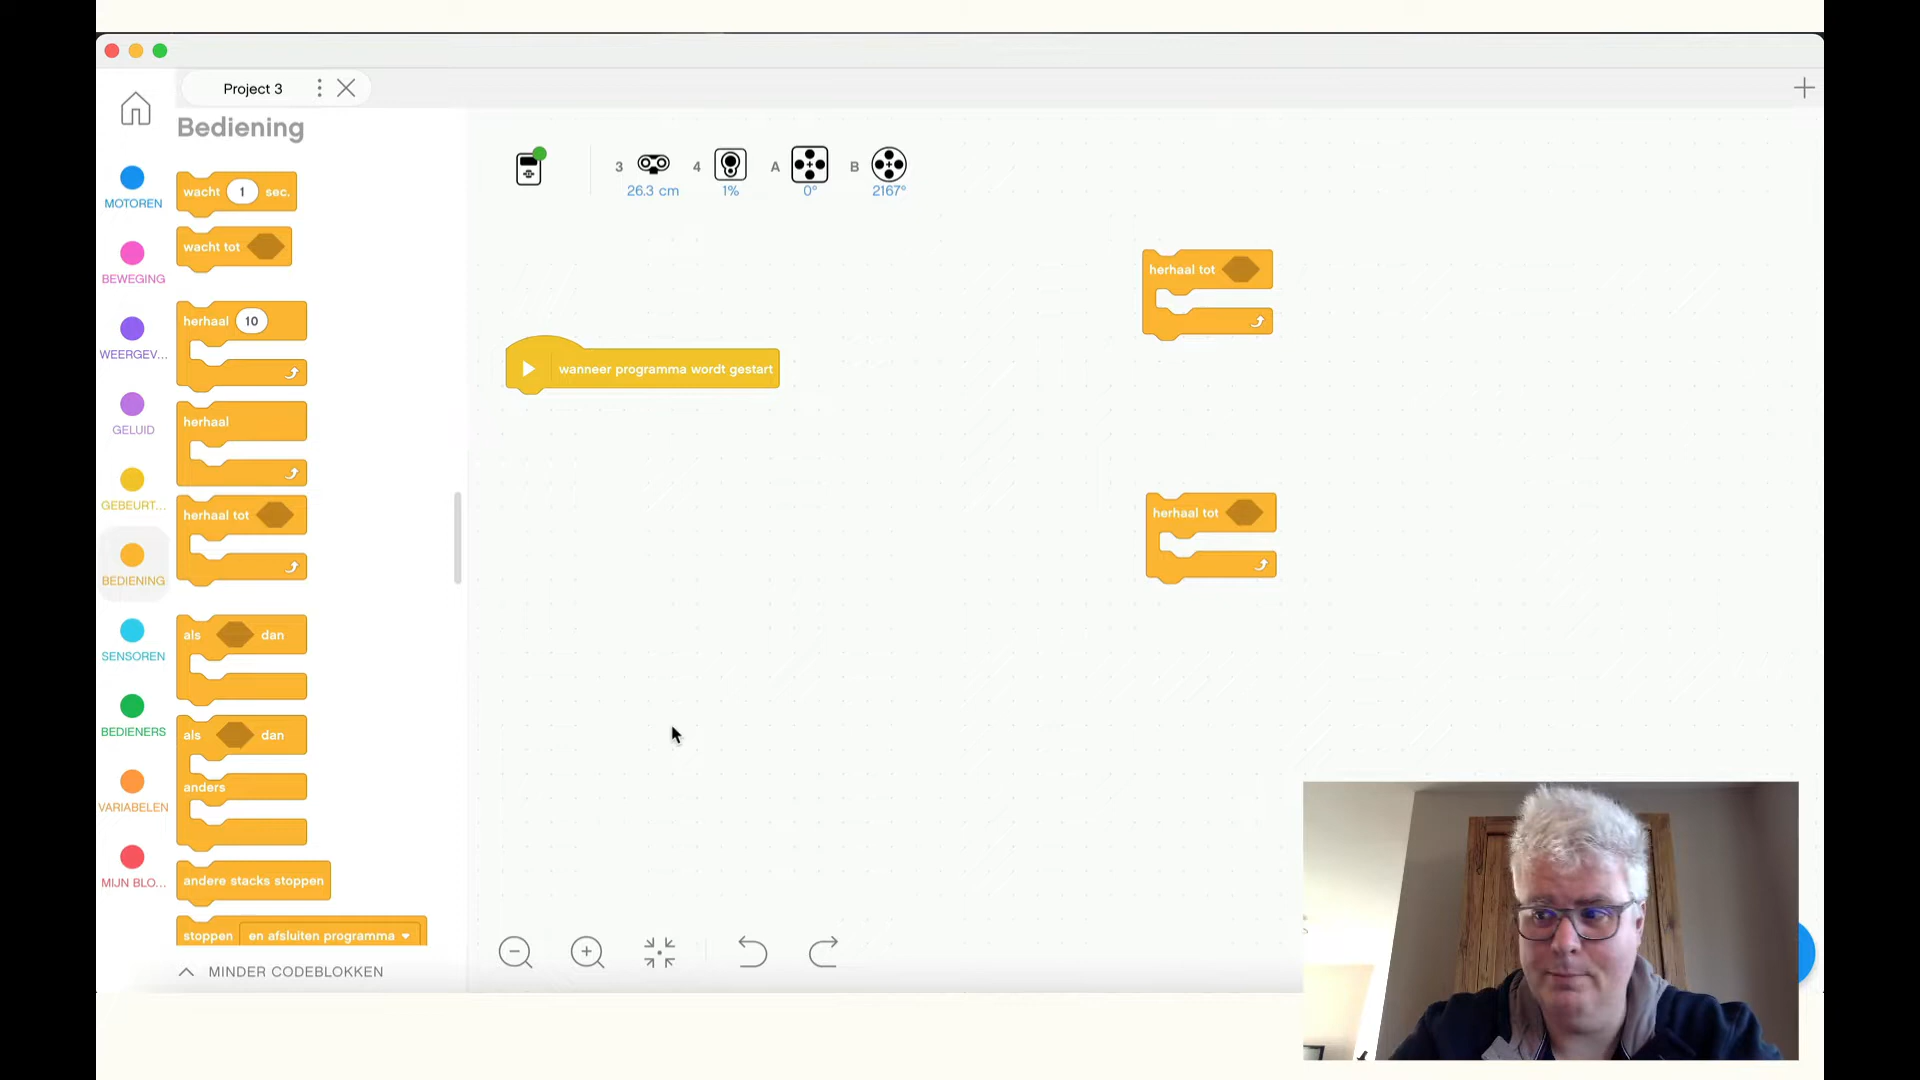 Project 3
Bediening
MOTOREN
BEWEGING
WEERGEV...
GELUID
GEBEURT...
BEDIENING
SENSOREN
BEDIENERS
VARIABELEN
MIJN BLO...
wacht 1 sec.
wacht tot
herhaal 10
herhaal
herhaal tot
als dan
als dan
anders
andere stacks stoppen
stoppen en afsluiten programma
MINDER CODEBLOKKEN
3 4 A B
26.3 cm 1% 0° 2167°
wanneer programma wordt gestart
herhaal tot
herhaal tot